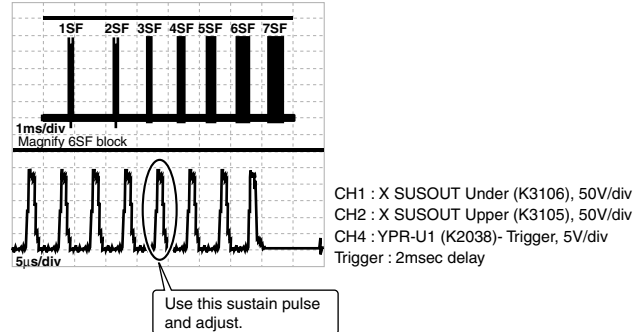 1SF 2SF 3SF 4SF 5SF 6SF 7SF
1ms/div
Magnify 6SF block
5μs/div
CH1 : X SUSOUT Under (K3106), 50V/div
CH2 : X SUSOUT Upper (K3105), 50V/div
CH4 : YPR-U1 (K2038)- Trigger, 5V/div
Trigger : 2msec delay
Use this sustain pulse
and adjust.